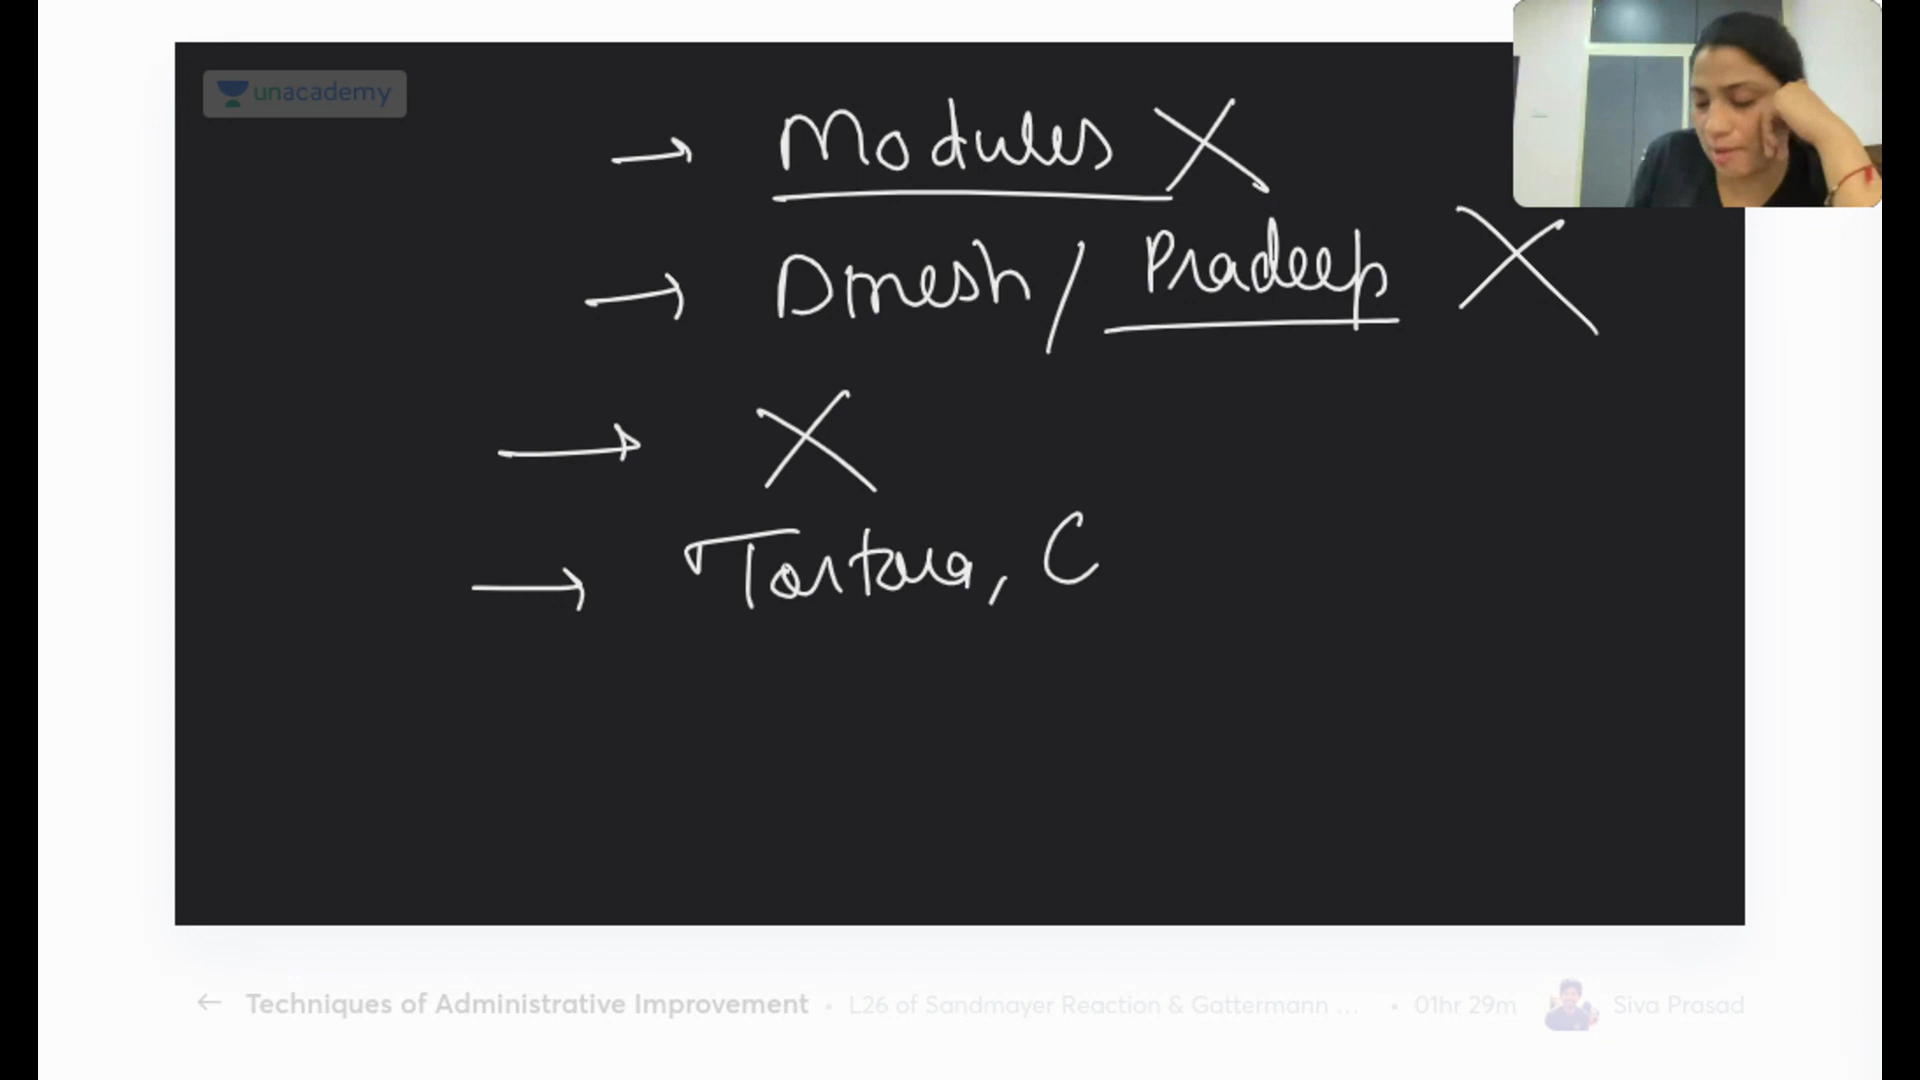 unacademy
→ Modules X
→ Dinesh / Pradeep X
→ X
→ Tortora, C
← Techniques of Administrative Improvement • L26 of Sandmayer Reaction & Gattermann ... • 01hr 29m Siva Prasad